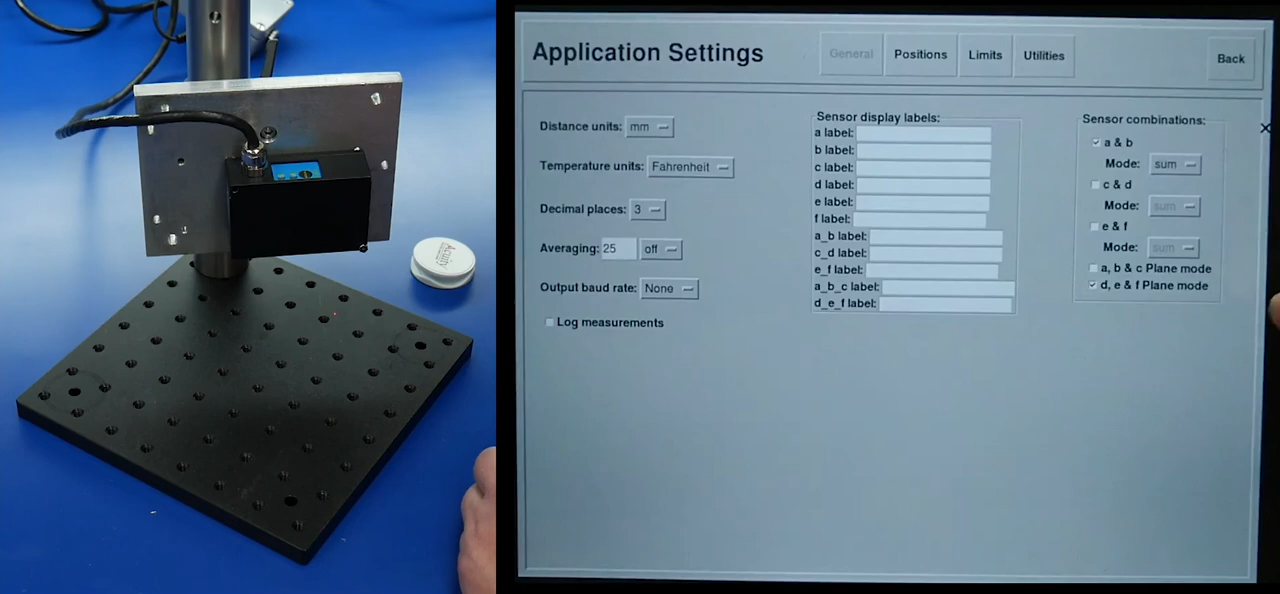 Acuity
Application Settings
General
Positions
Limits
Utilities
Back
Distance units: mm
Temperature units: Fahrenheit
Decimal places: 3
Averaging: 25 off
Output baud rate: None
Log measurements
Sensor display labels:
a label:
b label:
c label:
d label:
e label:
f label:
a_b label:
c_d label:
e_f label:
a_b_c label:
d_e_f label:
Sensor combinations:
a & b
Mode: sum
c & d
Mode: sum
e & f
Mode: sum
a, b & c Plane mode
d, e & f Plane mode